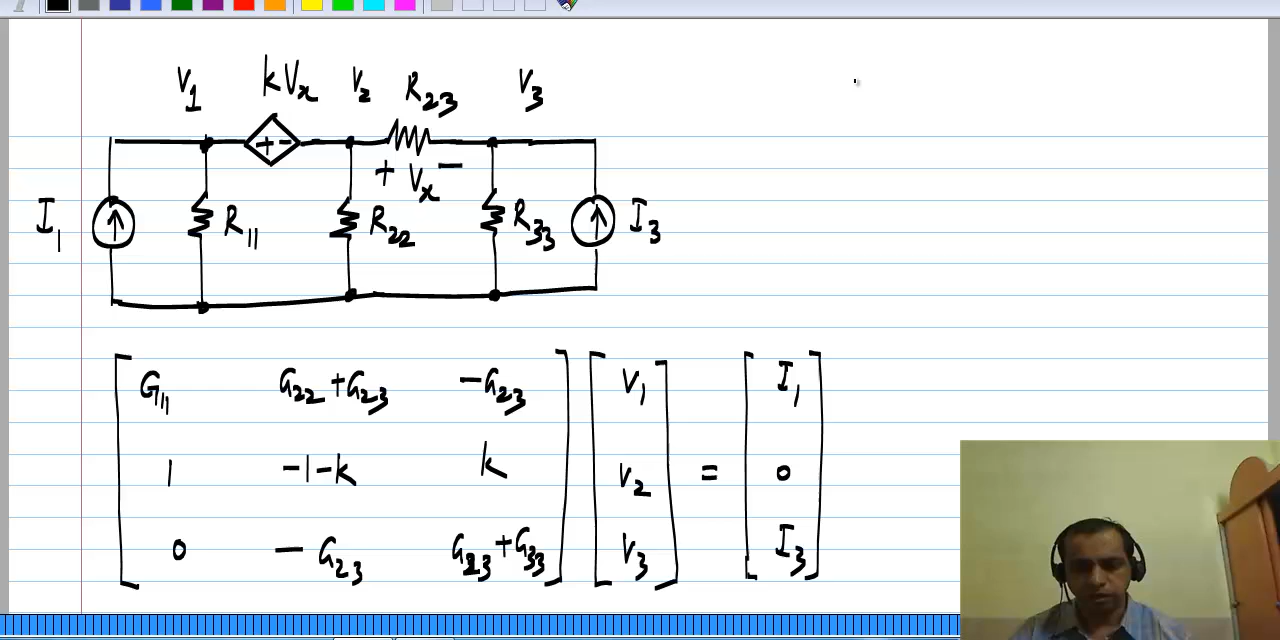 V₁ kVₓ V₂ R₂₃ V₃
+ -
+ Vₓ −
I₁ R₁₁ R₂₂ R₃₃ I₃
G₁₁ G₂₂ + G₂₃ − G₂₃ V₁ I₁
1 −1−k k V₂ = 0
0 − G₂₃ G₂₃ + G₃₃ V₃ I₃